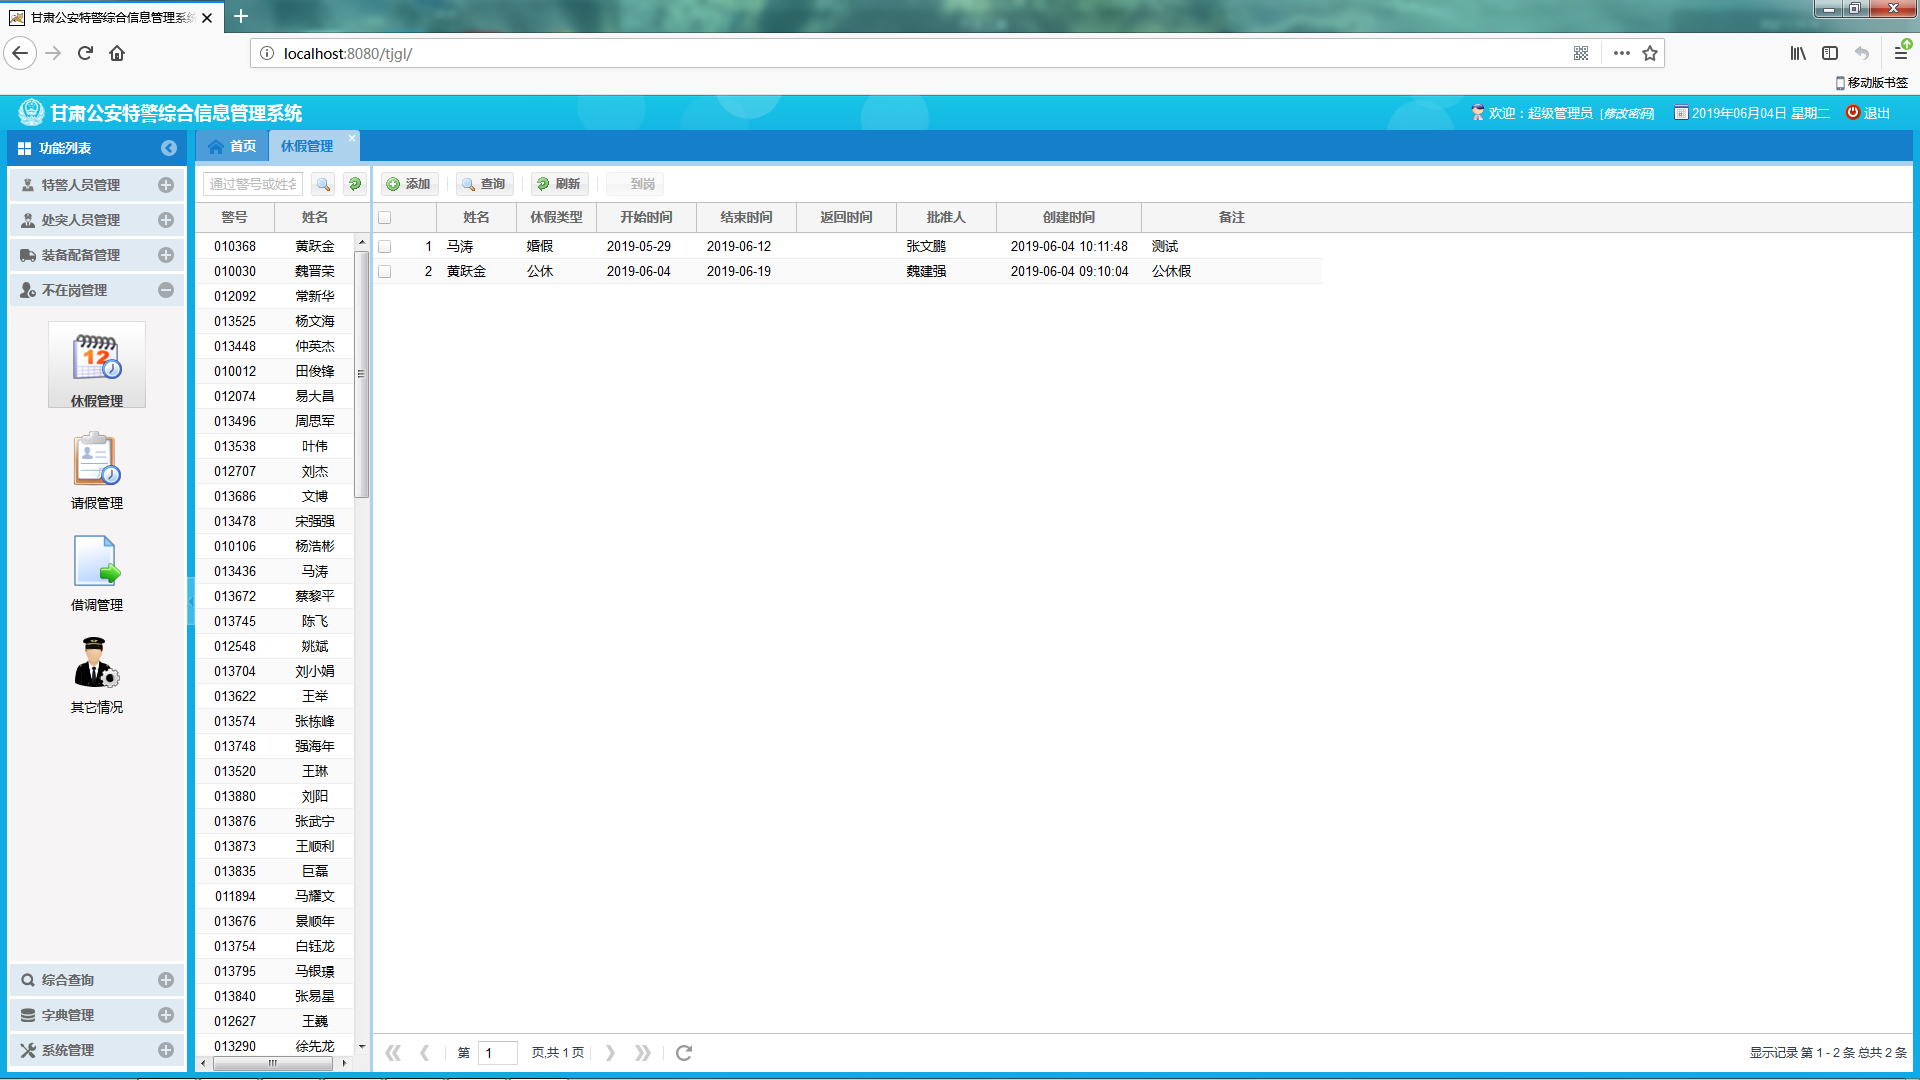 甘肃公安特警综合信息管理系统
localhost:8080/tjgl/
移动版书签
甘肃公安特警综合信息管理系统
欢迎：超级管理员 [修改密码] 2019年06月04日 星期二 退出
功能列表
首页 休假管理
特警人员管理
处突人员管理
装备配备管理
不在岗管理
12
休假管理
请假管理
借调管理
其它情况
综合查询
字典管理
系统管理
通过警号或姓名
添加 查询 刷新 到岗
警号 姓名
010368 黄跃金
010030 魏晋荣
012092 常新华
013525 杨文海
013448 仲英杰
010012 田俊锋
012074 易大昌
013496 周思军
013538 叶伟
012707 刘杰
013686 文博
013478 宋强强
010106 杨浩彬
013436 马涛
013672 蔡黎平
013745 陈飞
012548 姚斌
013704 刘小娟
013622 王举
013574 张栋峰
013748 强海年
013520 王琳
013880 刘阳
013876 张武宁
013873 王顺利
013835 巨磊
011894 马耀文
013676 景顺年
013754 白钰龙
013795 马银璟
013840 张易星
012627 王巍
013290 徐先龙
姓名 休假类型 开始时间 结束时间 返回时间 批准人 创建时间 备注
1 马涛 婚假 2019-05-29 2019-06-12 张文鹏 2019-06-04 10:11:48 测试
2 黄跃金 公休 2019-06-04 2019-06-19 魏建强 2019-06-04 09:10:04 公休假
第 1 页,共 1 页
显示记录 第 1 - 2 条 总共 2 条